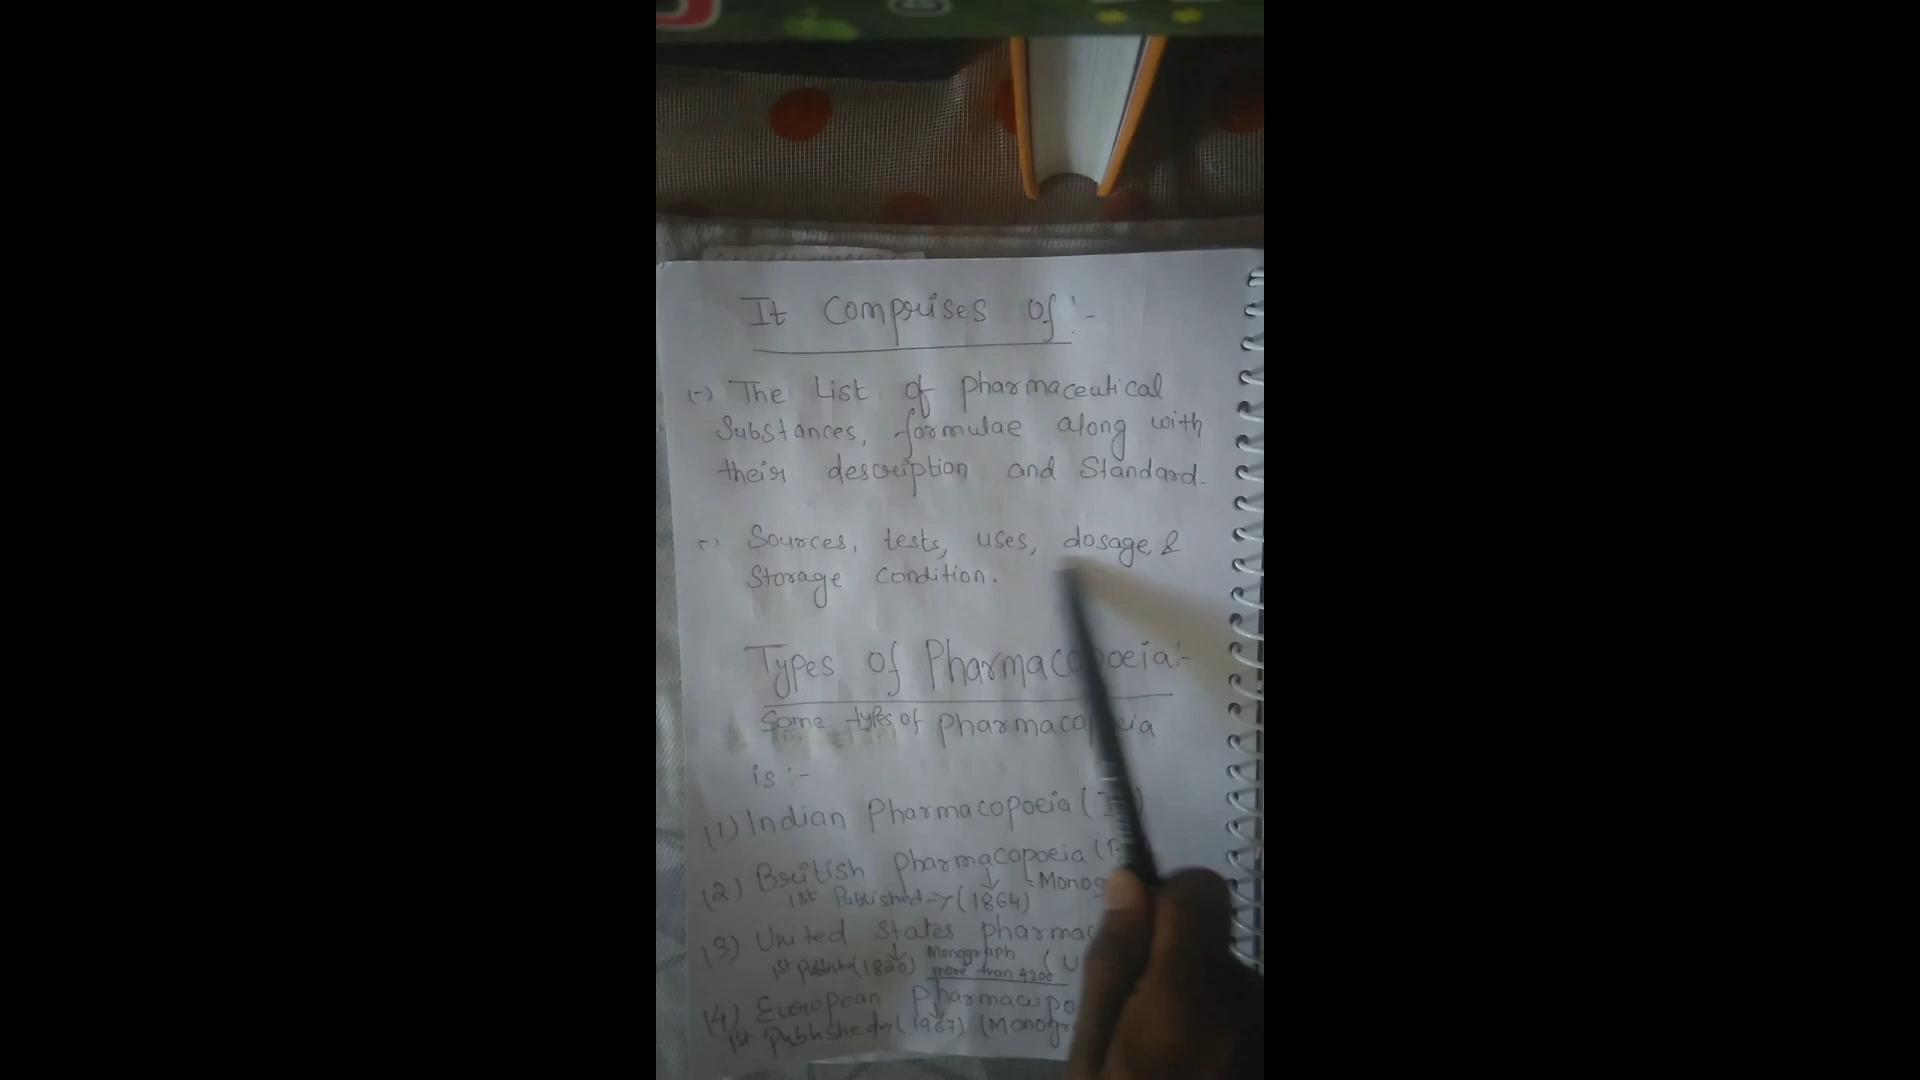 It Comprises of :-
(-) The List of Pharmaceutical
Substances, formulae along with
their description and Standard.
(-) Sources, tests, uses, dosage &
Storage Condition.
Types of Pharmacopoeia:-
Some types of Pharmacopoeia
is :-
(1) Indian Pharmacopoeia (
(2) British Pharmacopoeia (
1st Published → (1864)
(3) United States
1st Publish (1820) Monograph
more than 4200
(4) European
1st Published → (1967)